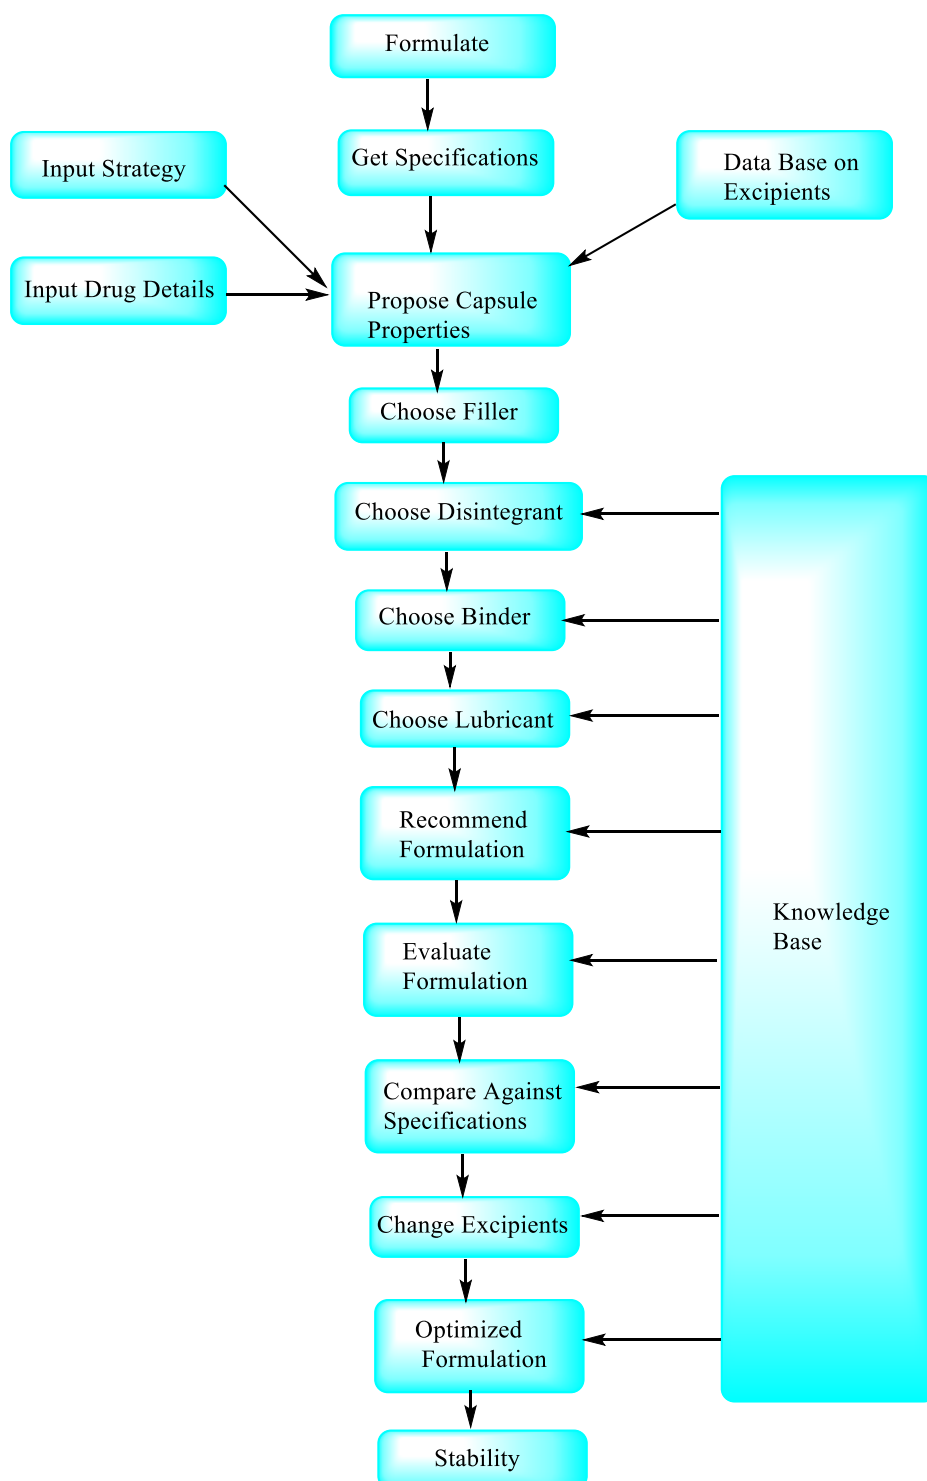 Formulate
Get Specifications
Input Strategy
Data Base on
Excipients
Input Drug Details
Propose Capsule
Properties
Choose Filler
Choose Disintegrant
Choose Binder
Choose Lubricant
Recommend
Formulation
Knowledge
Base
Evaluate
Formulation
Compare Against
Specifications
Change Excipients
Optimized
Formulation
Stability